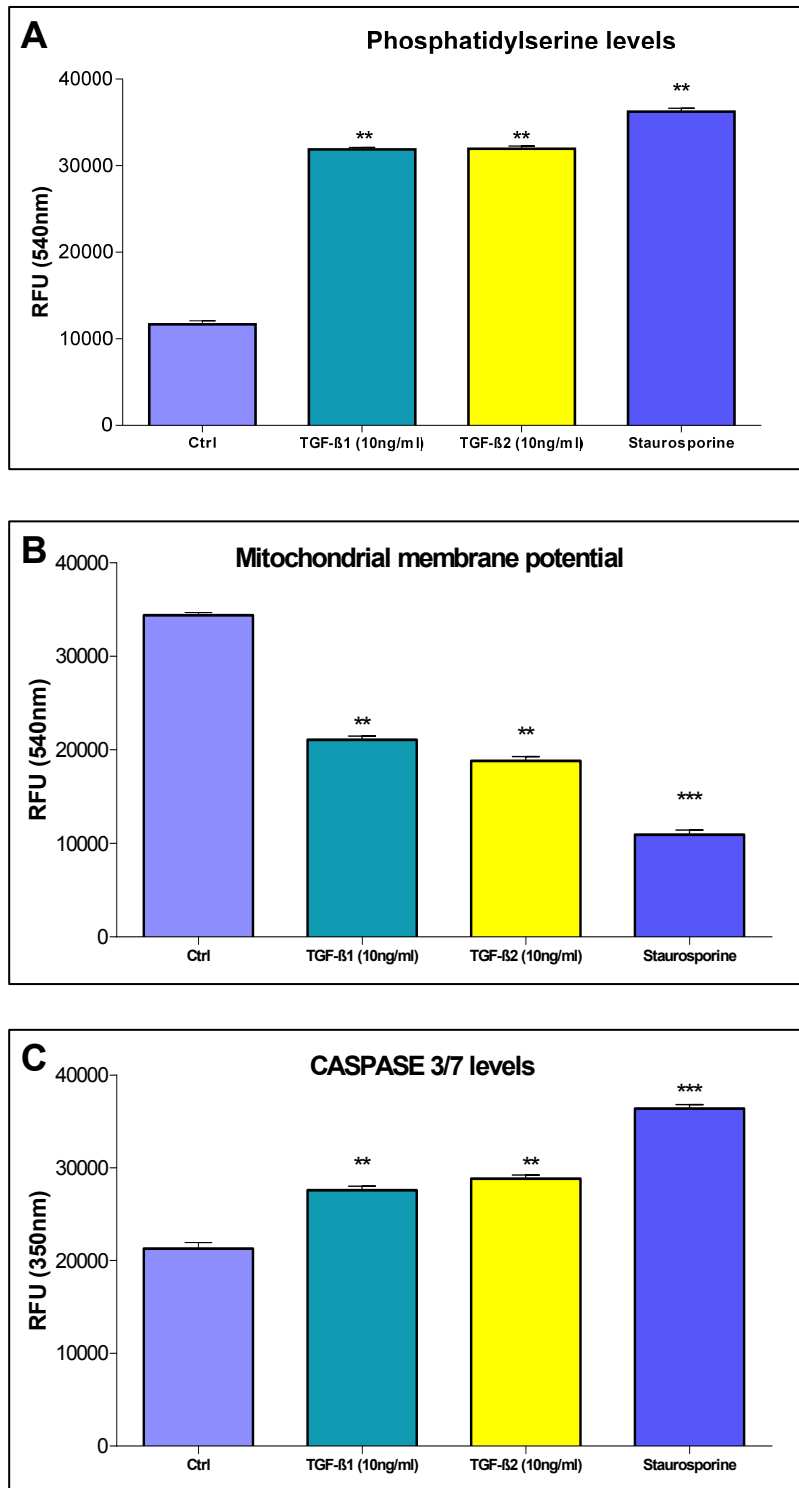 A
Phosphatidylserine levels
RFU (540nm)
40000
30000
20000
10000
0
**
**
**
Ctrl
TGF-ß1 (10ng/ml)
TGF-ß2 (10ng/ml)
Staurosporine
B
Mitochondrial membrane potential
RFU (540nm)
40000
30000
20000
10000
0
**
**
***
Ctrl
TGF-ß1 (10ng/ml)
TGF-ß2 (10ng/ml)
Staurosporine
C
CASPASE 3/7 levels
RFU (350nm)
40000
30000
20000
10000
0
**
**
***
Ctrl
TGF-ß1 (10ng/ml)
TGF-ß2 (10ng/ml)
Staurosporine